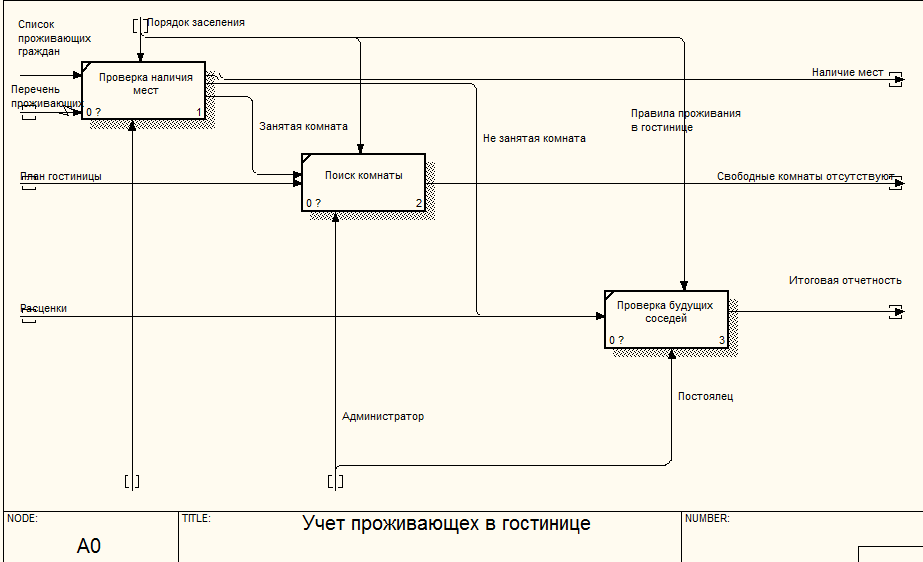 Список
проживающих
граждан
Порядок заселения
Проверка наличия
мест
0 ?
1
Перечень
проживающих
Наличие мест
Занятая комната
Не занятая комната
Правила проживания
в гостинице
План гостиницы
Поиск комнаты
0 ?
2
Свободные комнаты отсутствуют
Расценки
Проверка будущих
соседей
0 ?
3
Итоговая отчетность
Администратор
Постоялец
NODE:
A0
TITLE:
Учет проживающех в гостинице
NUMBER: